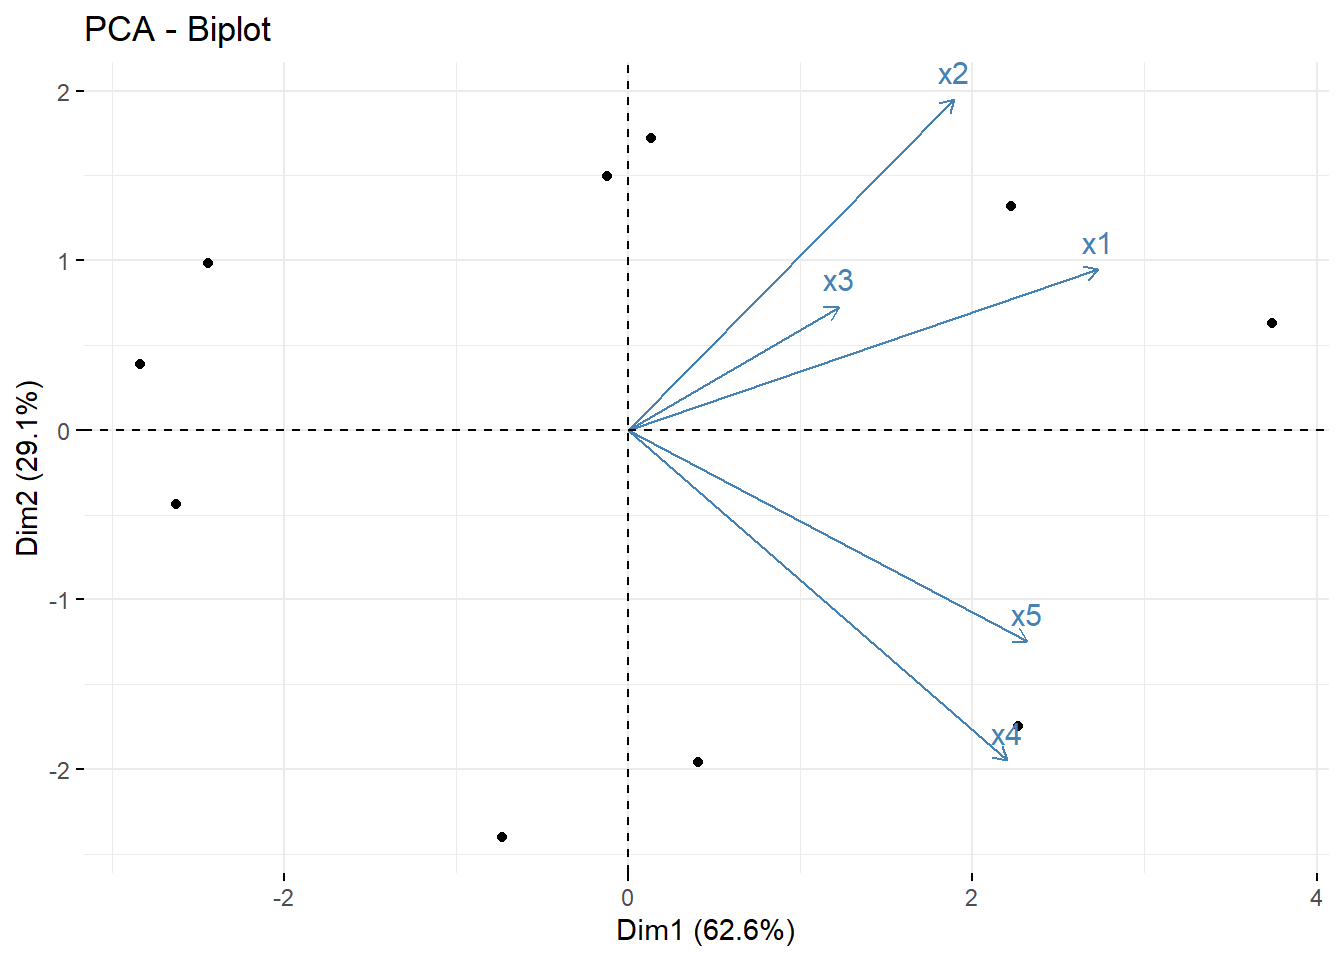 PCA - Biplot
Dim2 (29.1%)
2
1
0
-1
-2
x2
x1
x3
x5
x4
-2
0
2
4
Dim1 (62.6%)